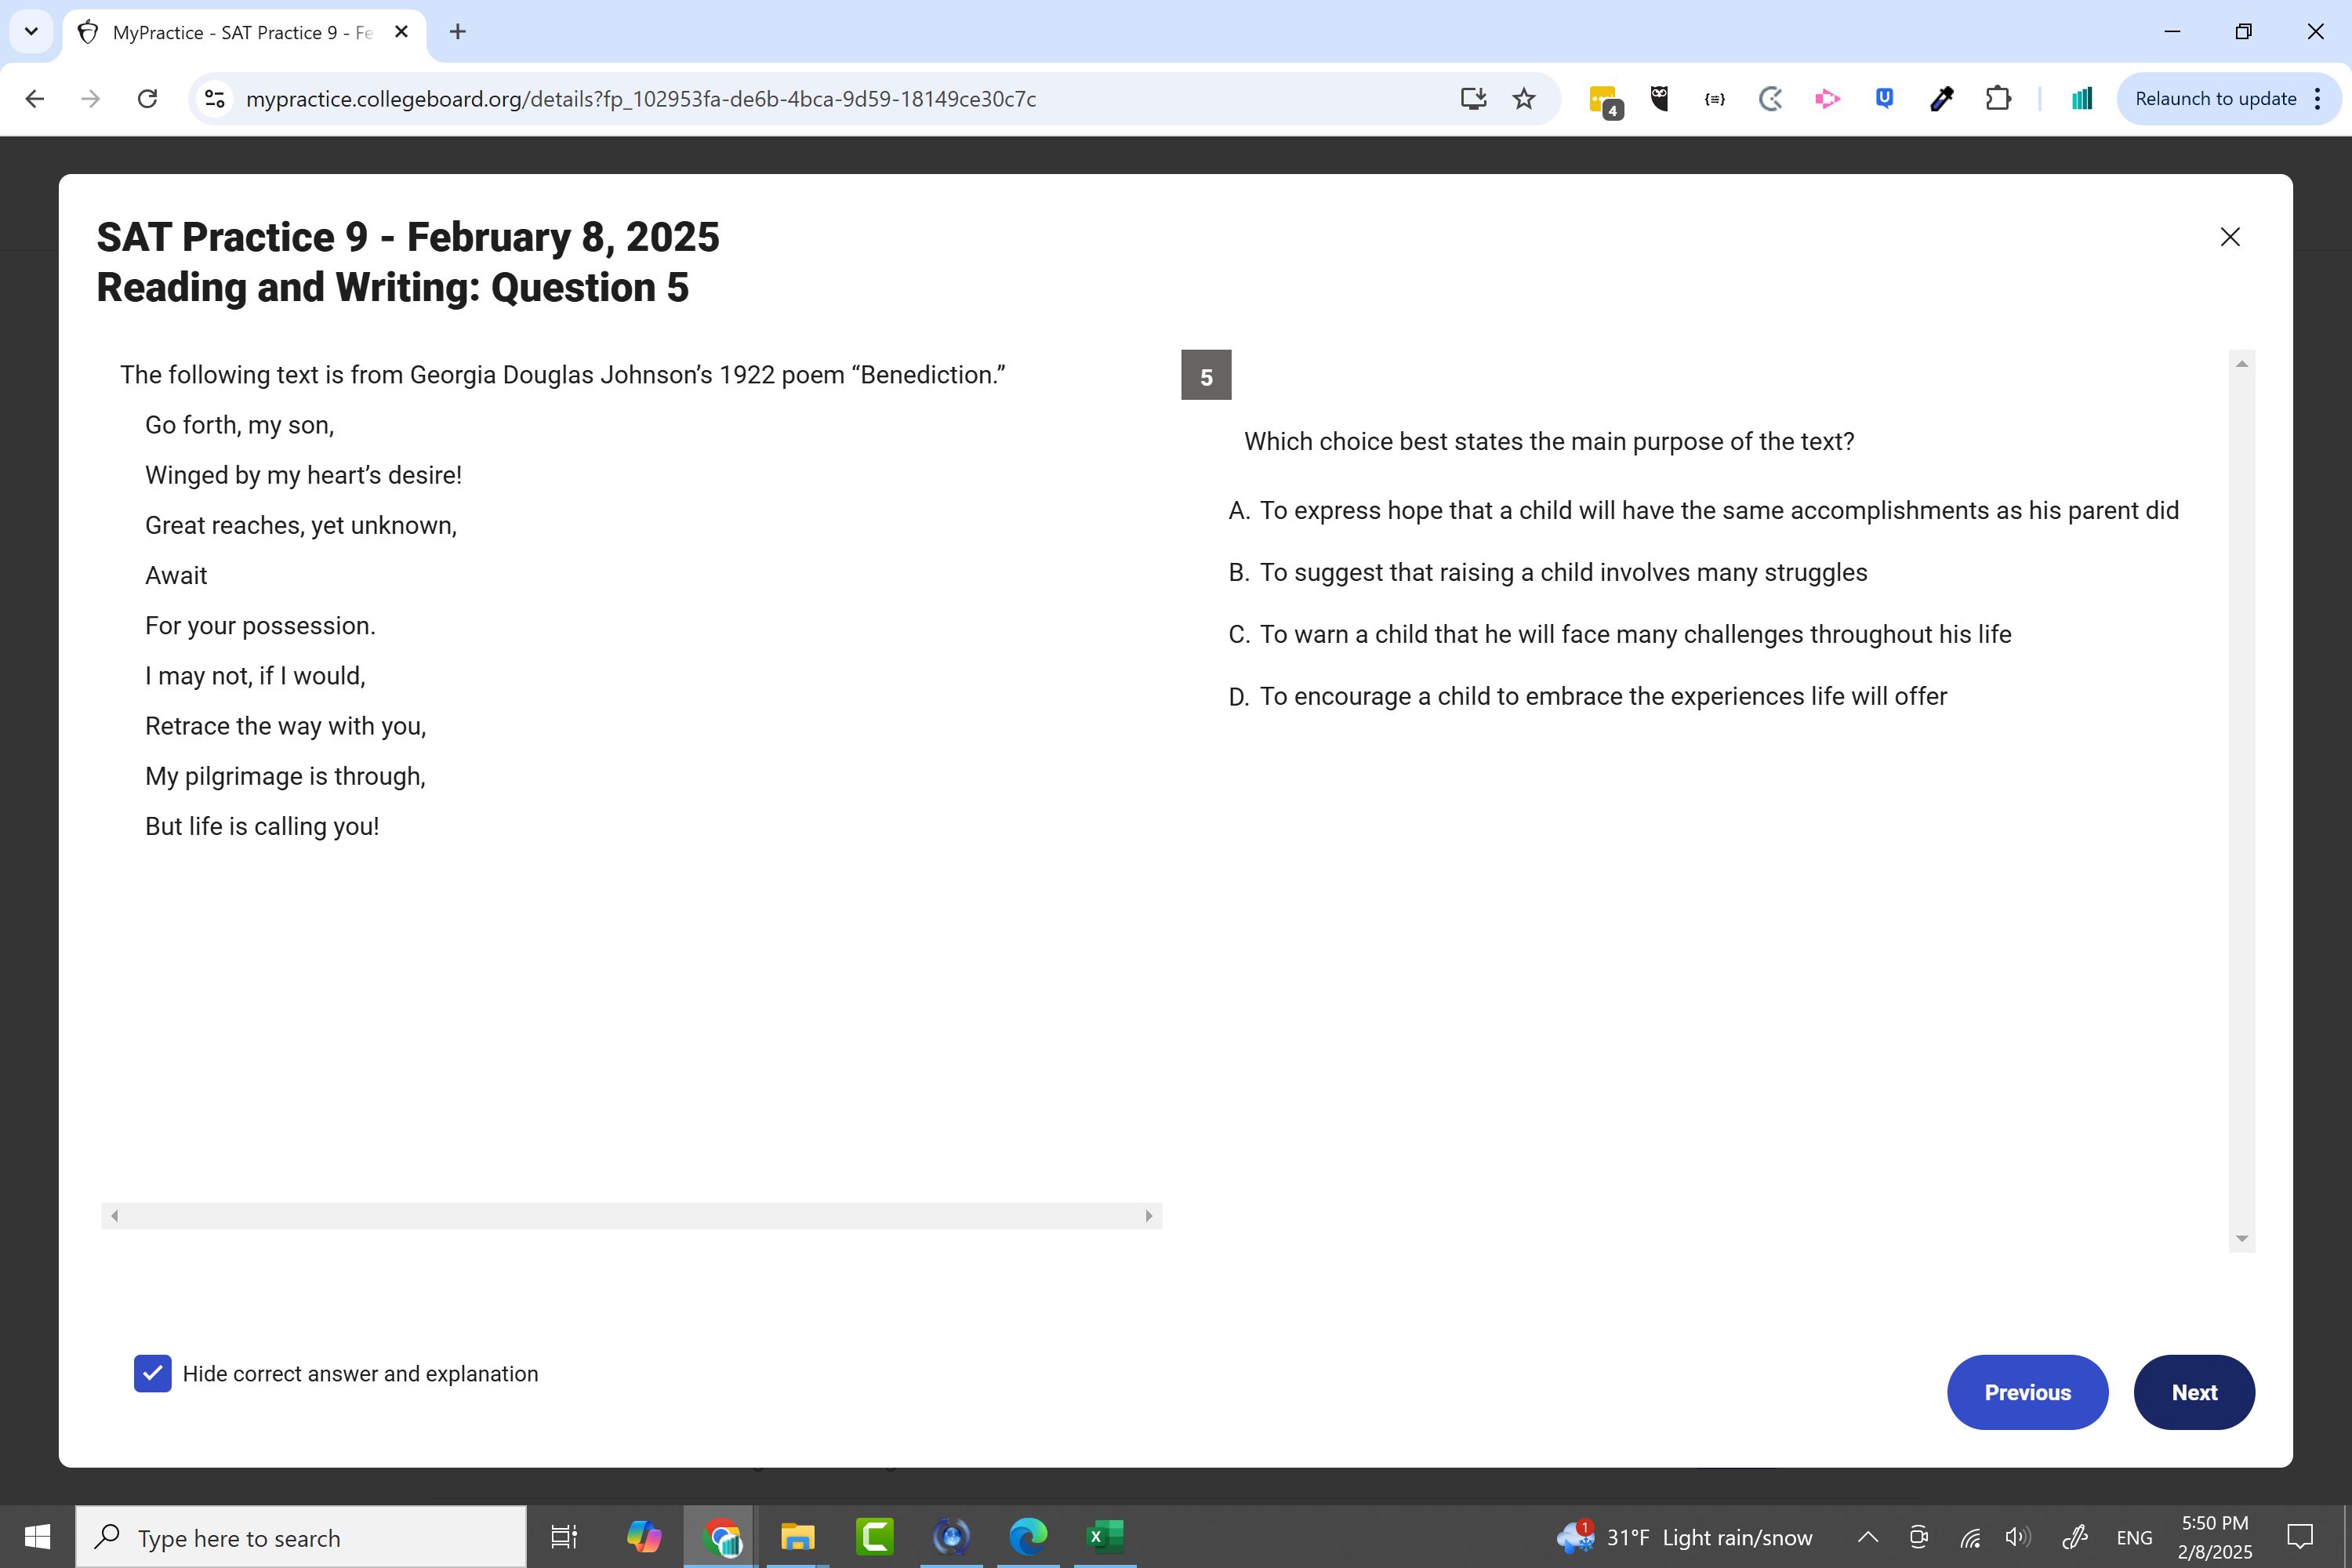 MyPractice - SAT Practice 9 - Fe
mypractice.collegeboard.org/details?fp_102953fa-de6b-4bca-9d59-18149ce30c7c
4
Relaunch to update
SAT Practice 9 - February 8, 2025
Reading and Writing: Question 5
The following text is from Georgia Douglas Johnson’s 1922 poem “Benediction.”
Go forth, my son,
Winged by my heart’s desire!
Great reaches, yet unknown,
Await
For your possession.
I may not, if I would,
Retrace the way with you,
My pilgrimage is through,
But life is calling you!
5
Which choice best states the main purpose of the text?
A. To express hope that a child will have the same accomplishments as his parent did
B. To suggest that raising a child involves many struggles
C. To warn a child that he will face many challenges throughout his life
D. To encourage a child to embrace the experiences life will offer
Hide correct answer and explanation
Previous
Next
Type here to search
1
31°F Light rain/snow
ENG
5:50 PM
2/8/2025